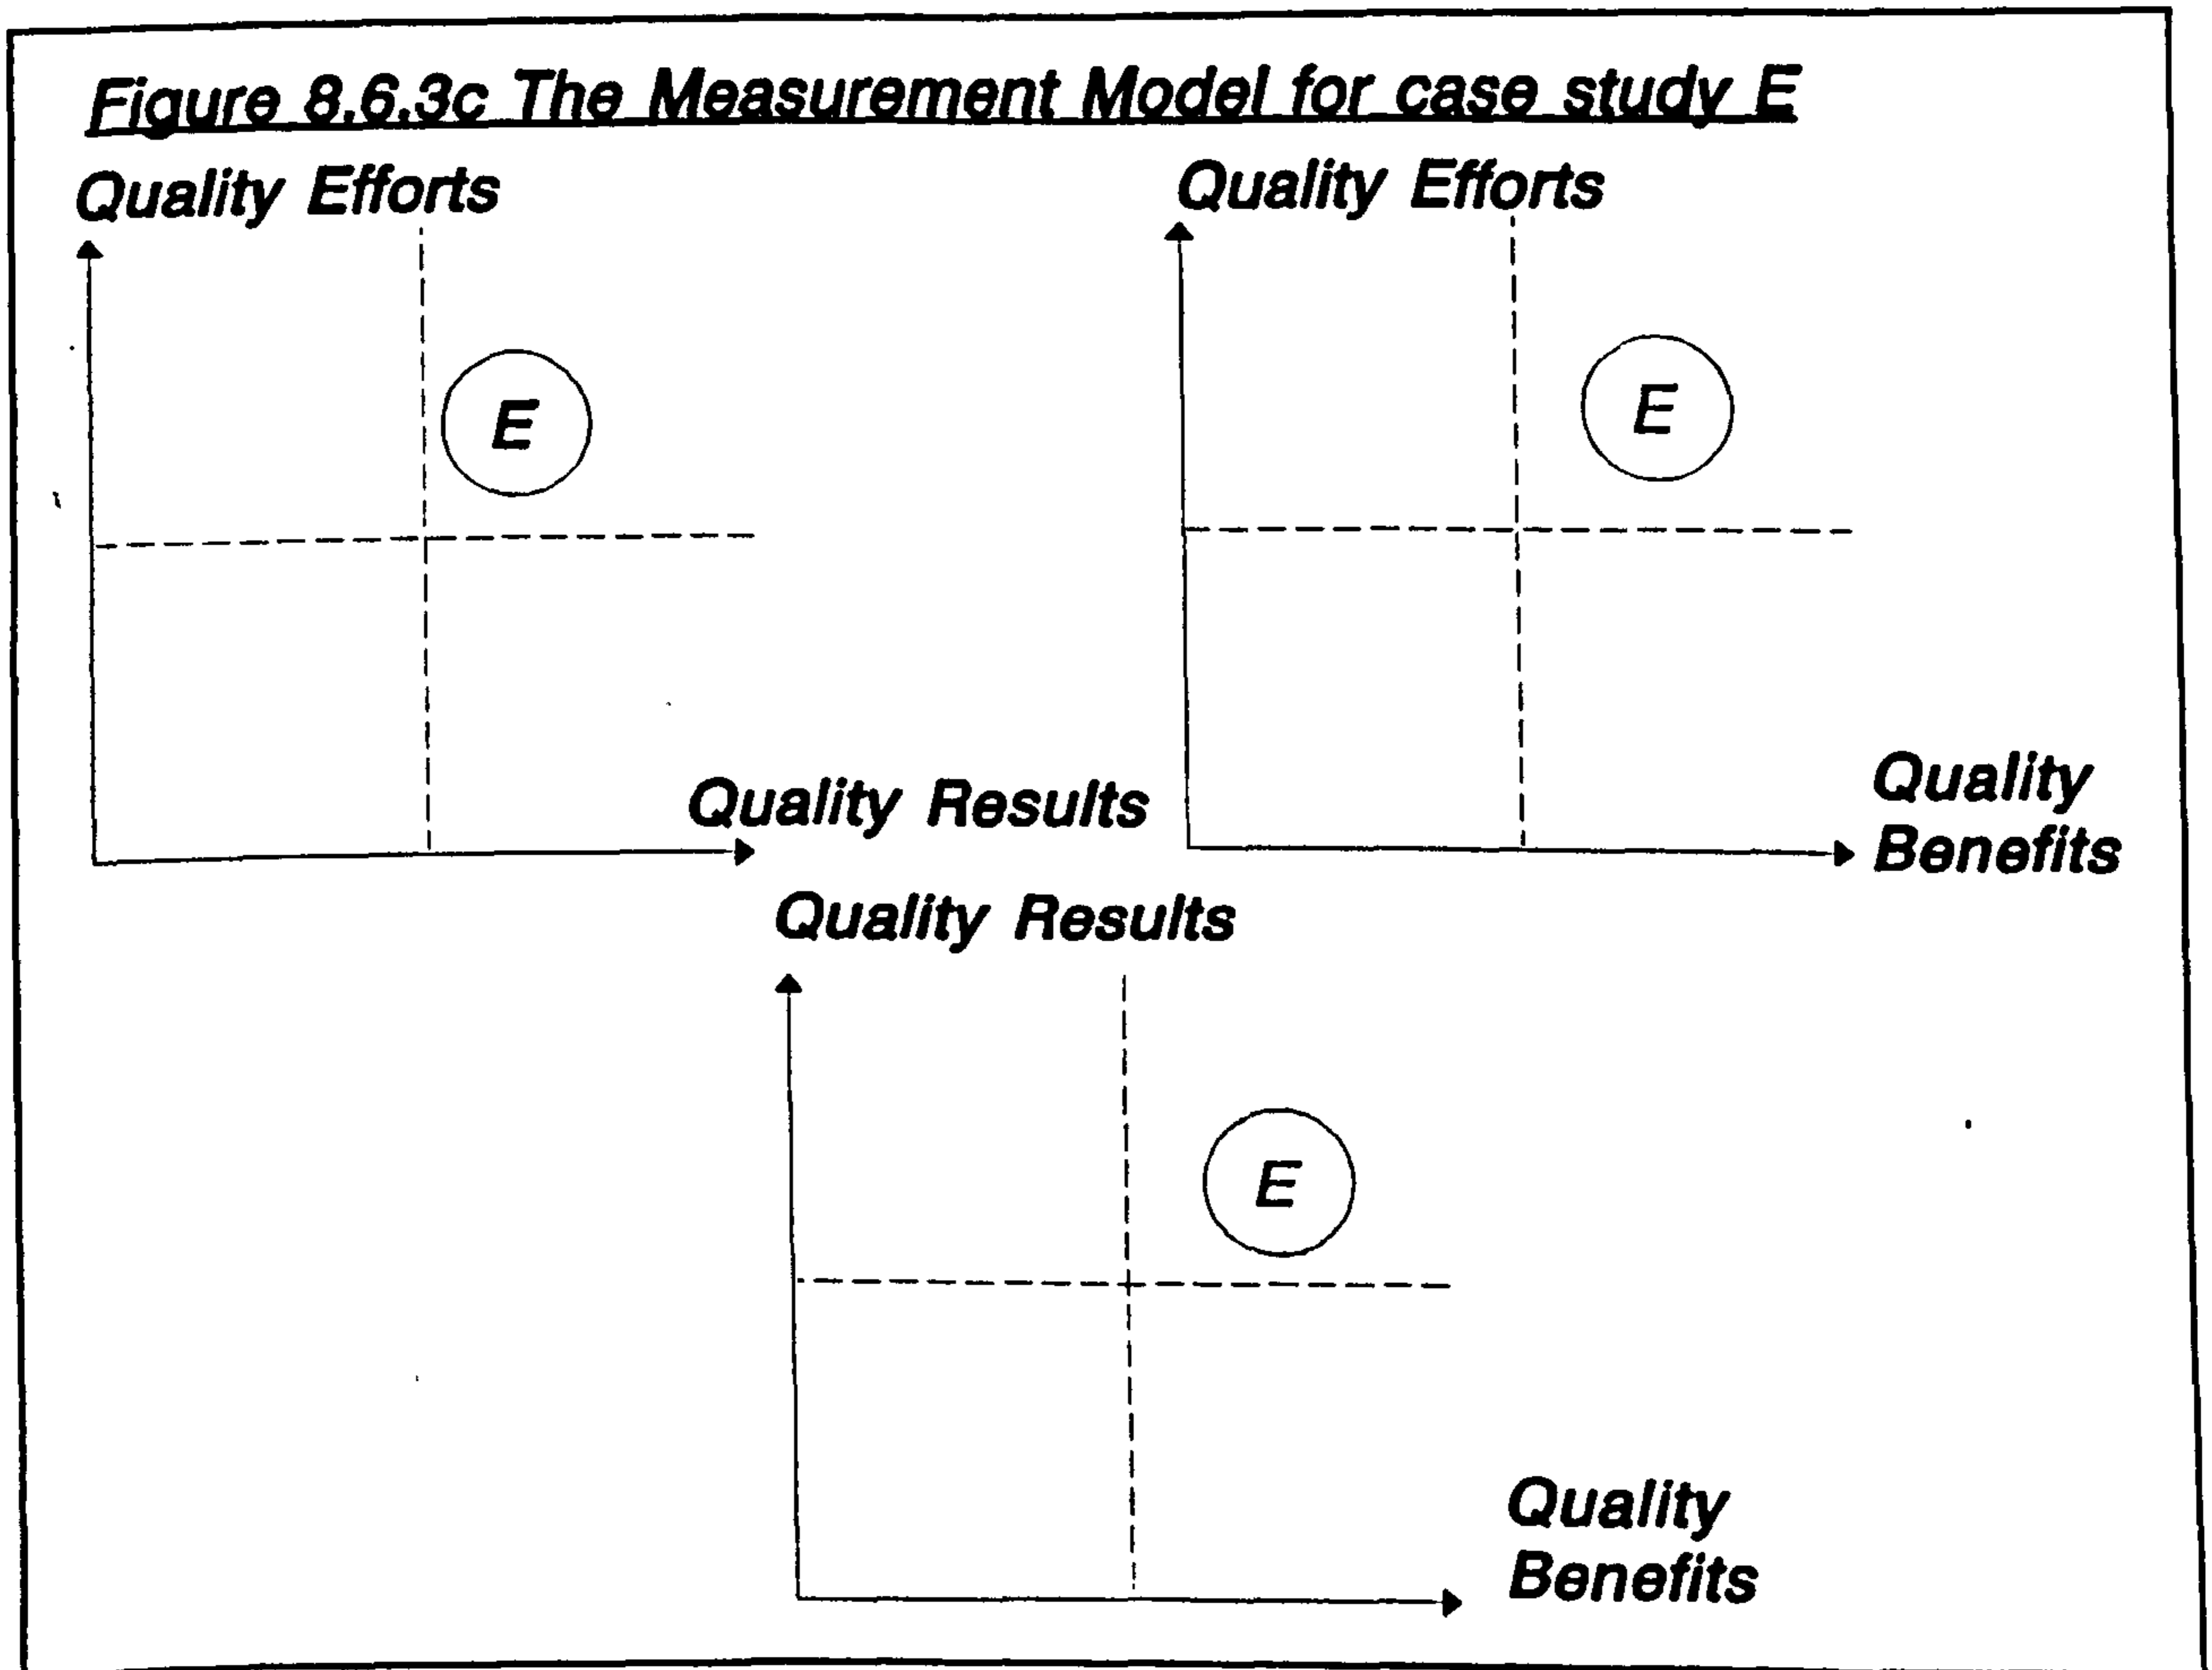 Figure 8.6.3c The Measurement Model for case study E
Quality Efforts
E
Quality Results
Quality Efforts
E
Quality
Benefits
Quality Results
E
Quality
Benefits